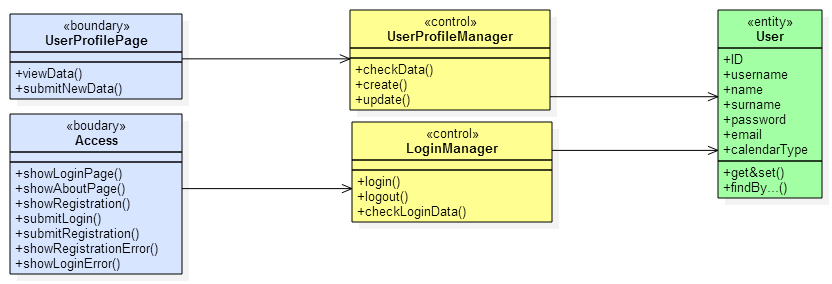 «boundary»
UserProfilePage
+viewData()
+submitNewData()
«control»
UserProfileManager
+checkData()
+create()
+update()
«entity»
User
+ID
+username
+name
+surname
+password
+email
+calendarType
+get&set()
+findBy...()
«boudary»
Access
+showLoginPage()
+showAboutPage()
+showRegistration()
+submitLogin()
+submitRegistration()
+showRegistrationError()
+showLoginError()
«control»
LoginManager
+login()
+logout()
+checkLoginData()